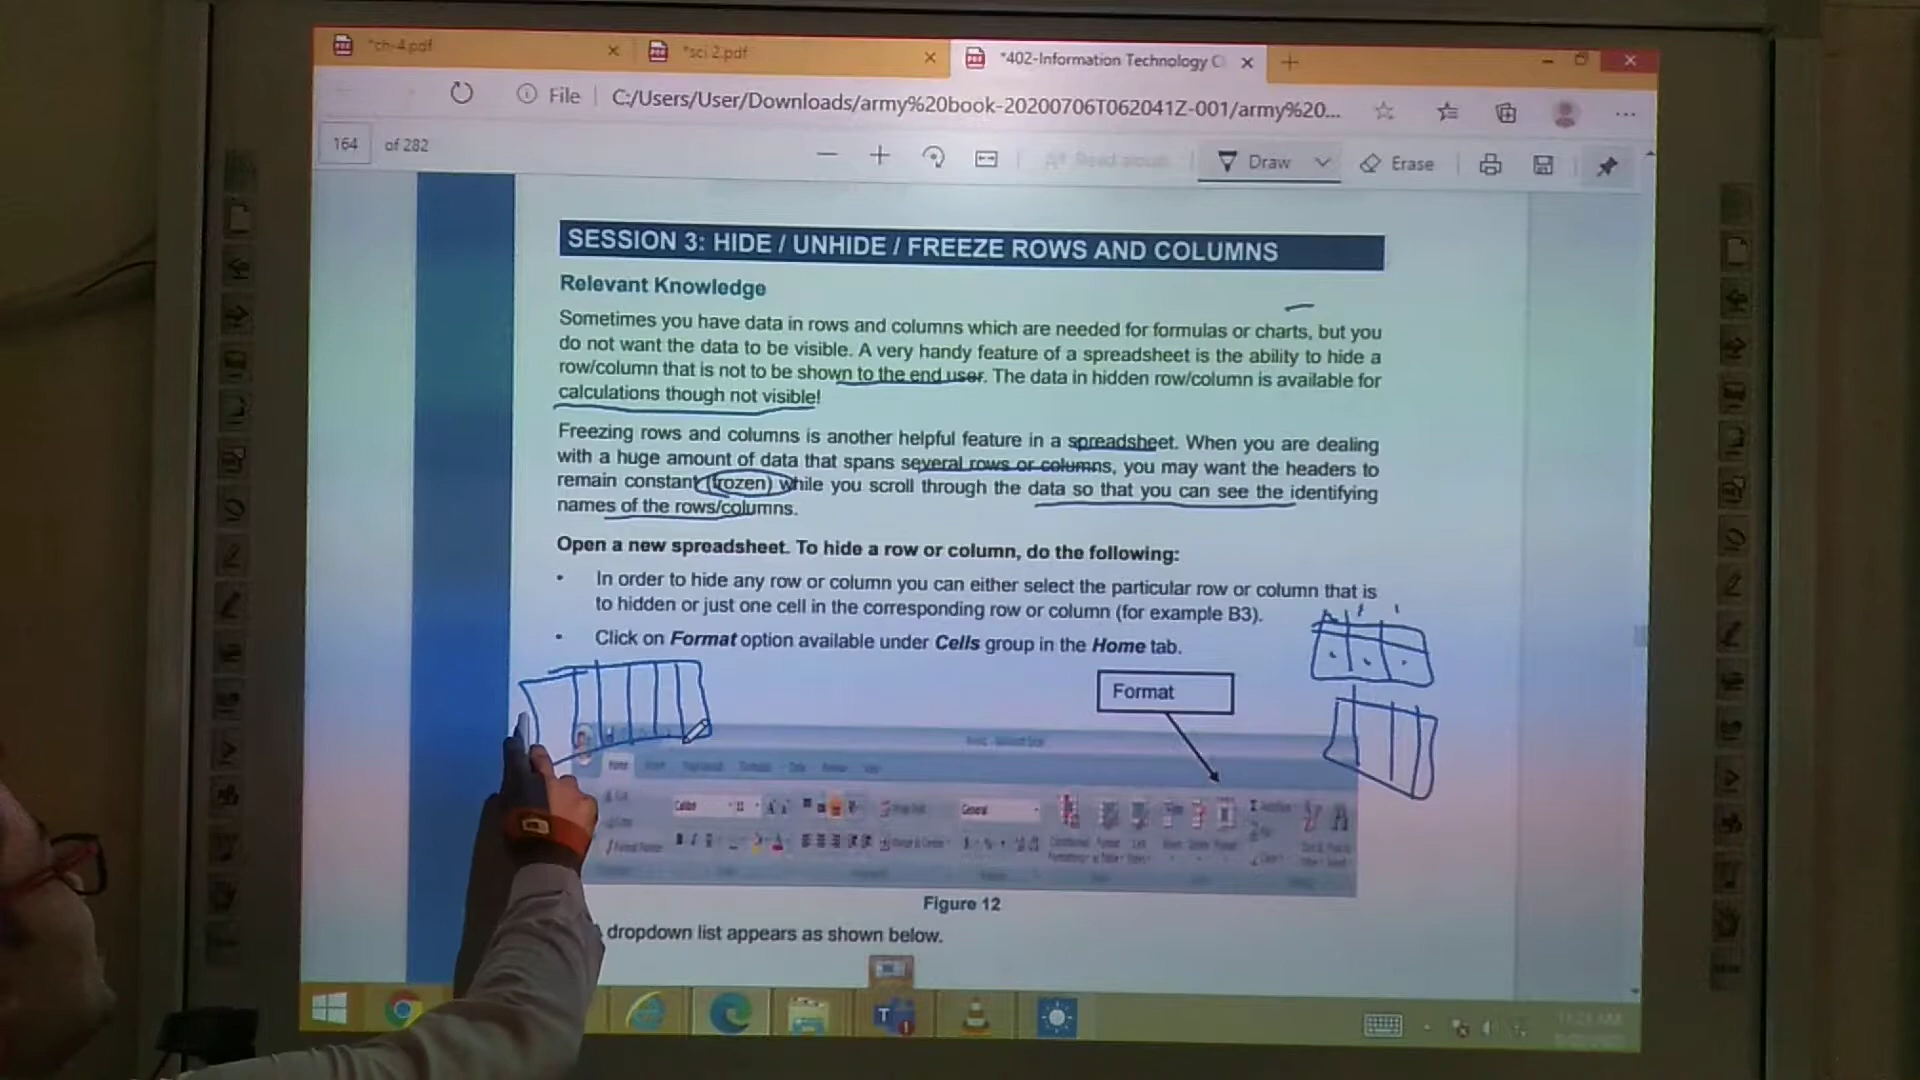 *ch-4.pdf
*sci 2.pdf
*402-Information Technology C
File C:/Users/User/Downloads/army%20book-20200706T062041Z-001/army%20...
164 of 282
Read aloud Draw Erase
SESSION 3: HIDE / UNHIDE / FREEZE ROWS AND COLUMNS
Relevant Knowledge
Sometimes you have data in rows and columns which are needed for formulas or charts, but you
do not want the data to be visible. A very handy feature of a spreadsheet is the ability to hide a
row/column that is not to be shown to the end user. The data in hidden row/column is available for
calculations though not visible!
Freezing rows and columns is another helpful feature in a spreadsheet. When you are dealing
with a huge amount of data that spans several rows or columns, you may want the headers to
remain constant (frozen) while you scroll through the data so that you can see the identifying
names of the rows/columns.
Open a new spreadsheet. To hide a row or column, do the following:
• In order to hide any row or column you can either select the particular row or column that is
to hidden or just one cell in the corresponding row or column (for example B3).
• Click on Format option available under Cells group in the Home tab.
Format
Home
Calibri 11 General
Format Painter
Figure 12
dropdown list appears as shown below.